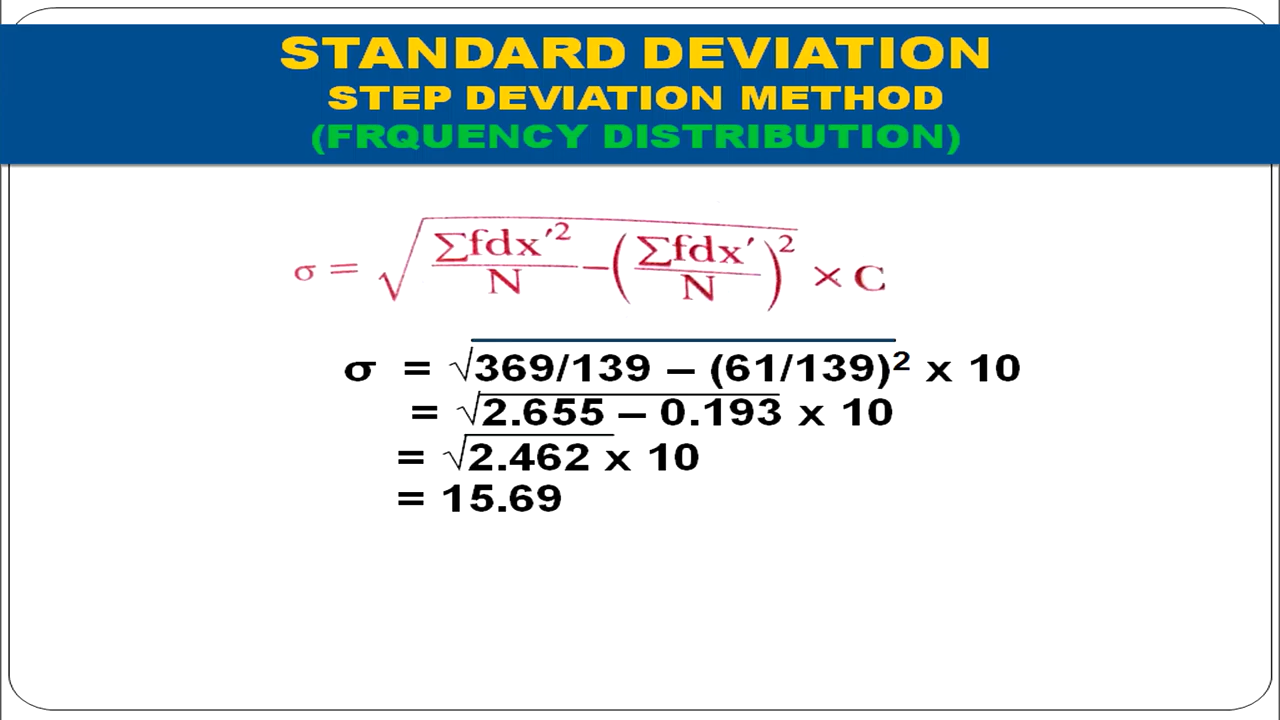 STANDARD DEVIATION
STEP DEVIATION METHOD
(FRQUENCY DISTRIBUTION)
σ = √(Σfdx′²/N − (Σfdx′/N)²) × C
σ = √369/139 – (61/139)² x 10
= √2.655 – 0.193 x 10
= √2.462 x 10
= 15.69